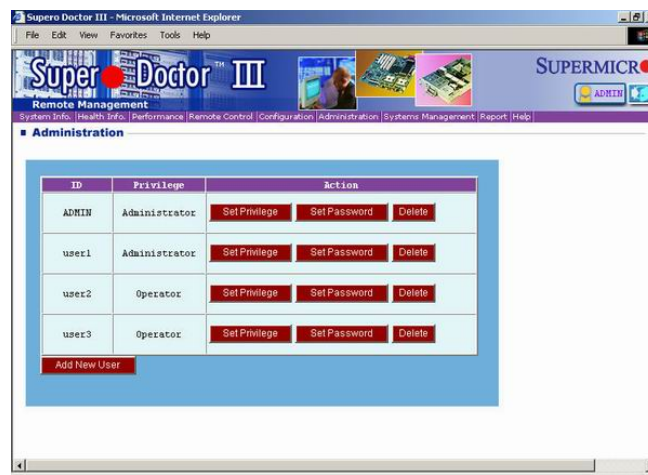 Supero Doctor III - Microsoft Internet Explorer
File Edit View Favorites Tools Help
Super Doctor ™ III
SUPERMICR
Remote Management
ADMIN
System Info. Health Info. Performance Remote Control Configuration Administration Systems Management Report Help
Administration
ID Privilege Action
ADMIN Administrator Set Privilege Set Password Delete
user1 Administrator Set Privilege Set Password Delete
user2 Operator Set Privilege Set Password Delete
user3 Operator Set Privilege Set Password Delete
Add New User